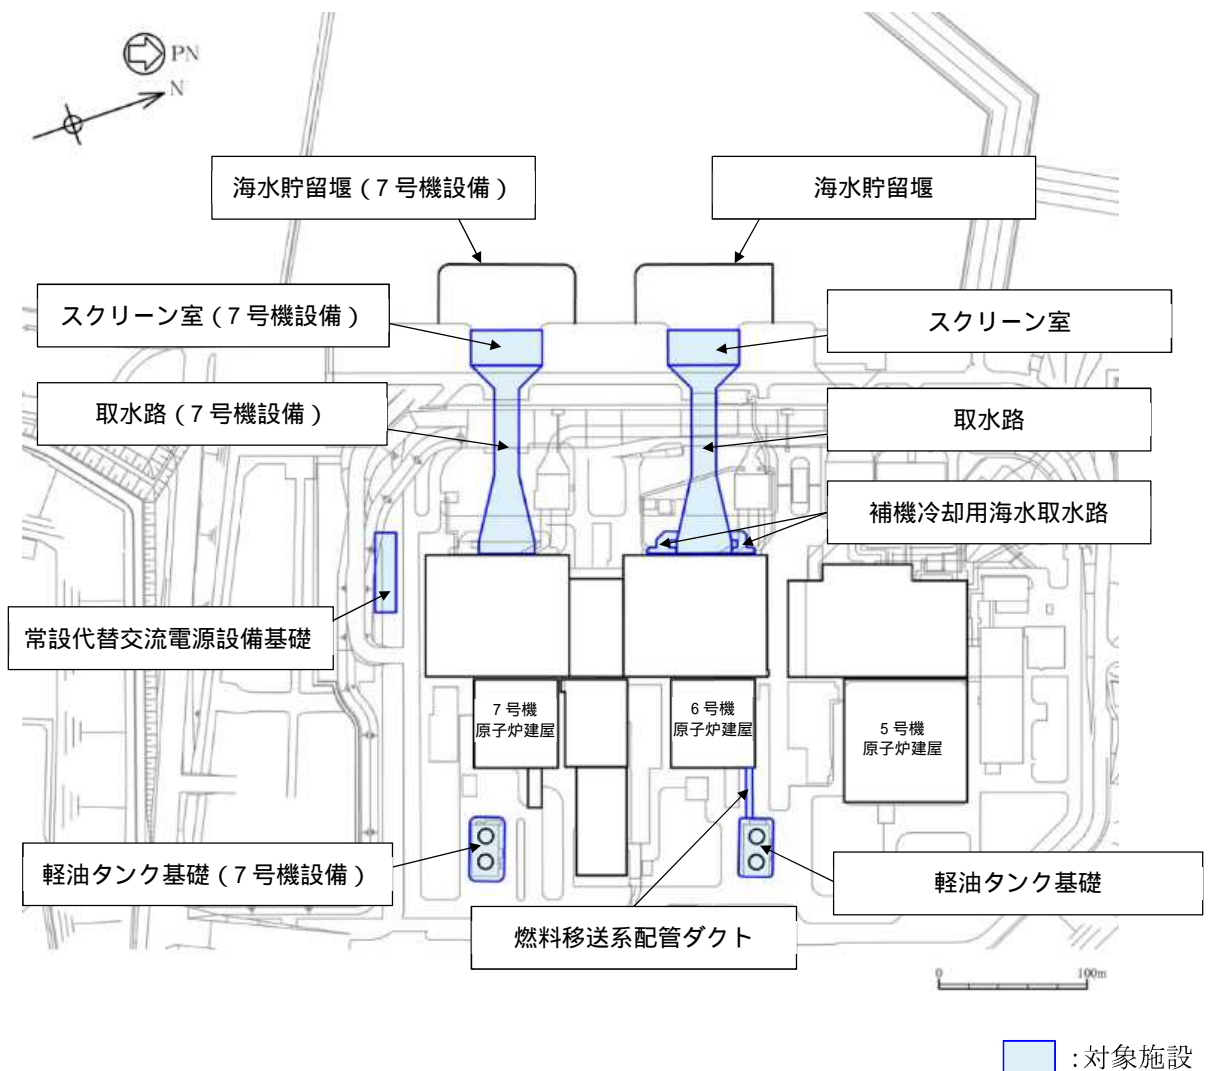 PN
N
海水貯留堰（７号機設備）
海水貯留堰
スクリーン室（７号機設備）
スクリーン室
取水路（７号機設備）
取水路
補機冷却用海水取水路
常設代替交流電源設備基礎
７号機
原子炉建屋
６号機
原子炉建屋
５号機
原子炉建屋
軽油タンク基礎（７号機設備）
軽油タンク基礎
燃料移送系配管ダクト
0 100m
：対象施設